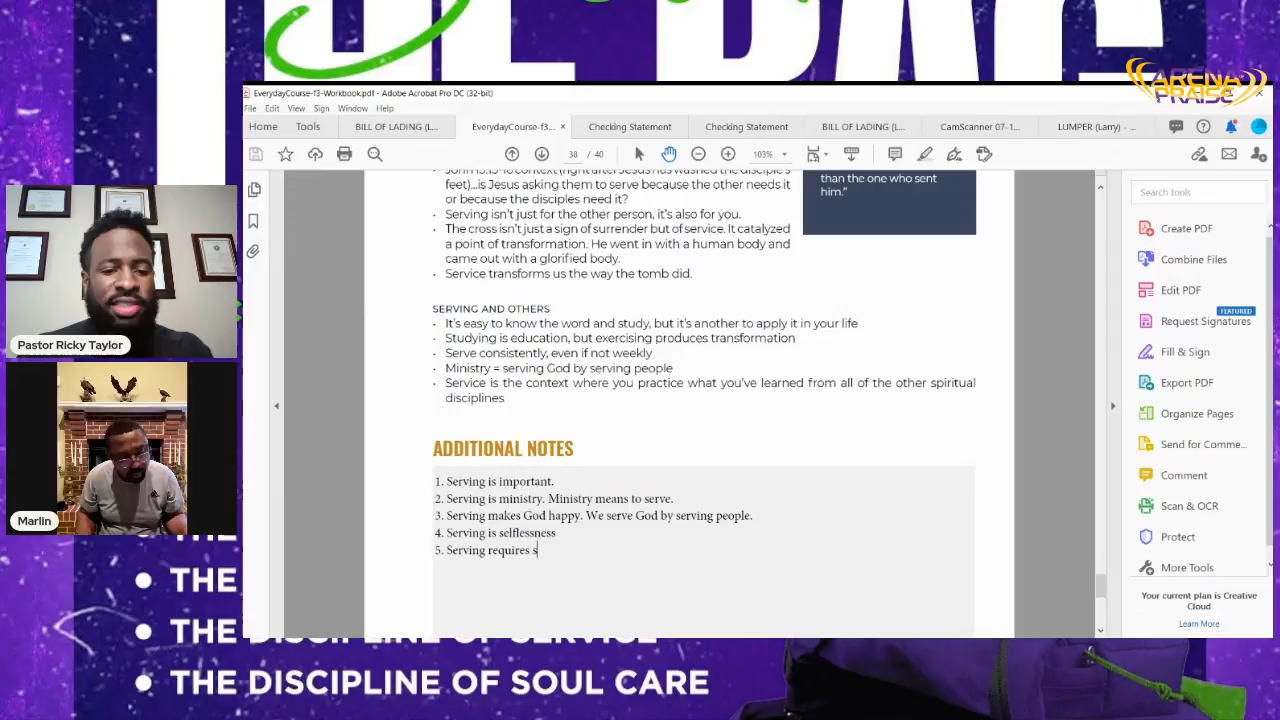 ARENA
PRAISE
EverydayCourse-f3-Workbook.pdf - Adobe Acrobat Pro DC (32-bit)
File Edit View Sign Window Help
Home Tools BILL OF LADING (L... EverydayCourse-f3... × Checking Statement Checking Statement BILL OF LADING (L... CamScanner 07-1... LUMPER (Larry) - ...
38 / 40 103%
feet)...is Jesus asking them to serve because the other needs it
or because the disciples need it?
• Serving isn't just for the other person, it's also for you.
• The cross isn't just a sign of surrender but of service. It catalyzed
a point of transformation. He went in with a human body and
came out with a glorified body.
• Service transforms us the way the tomb did.
than the one who sent
him."
SERVING AND OTHERS
• It's easy to know the word and study, but it's another to apply it in your life
• Studying is education, but exercising produces transformation
• Serve consistently, even if not weekly
• Ministry = serving God by serving people
• Service is the context where you practice what you've learned from all of the other spiritual
disciplines
ADDITIONAL NOTES
1. Serving is important.
2. Serving is ministry. Ministry means to serve.
3. Serving makes God happy. We serve God by serving people.
4. Serving is selflessness
5. Serving requires s
Search tools
Create PDF
Combine Files
Edit PDF
FEATURED
Request Signatures
Fill & Sign
Export PDF
Organize Pages
Send for Comme...
Comment
Scan & OCR
Protect
More Tools
Your current plan is Creative
Cloud
Learn More
Pastor Ricky Taylor
Marlin
• THE
• THE DISCIPLINE OF SERVICE
• THE DISCIPLINE OF SOUL CARE